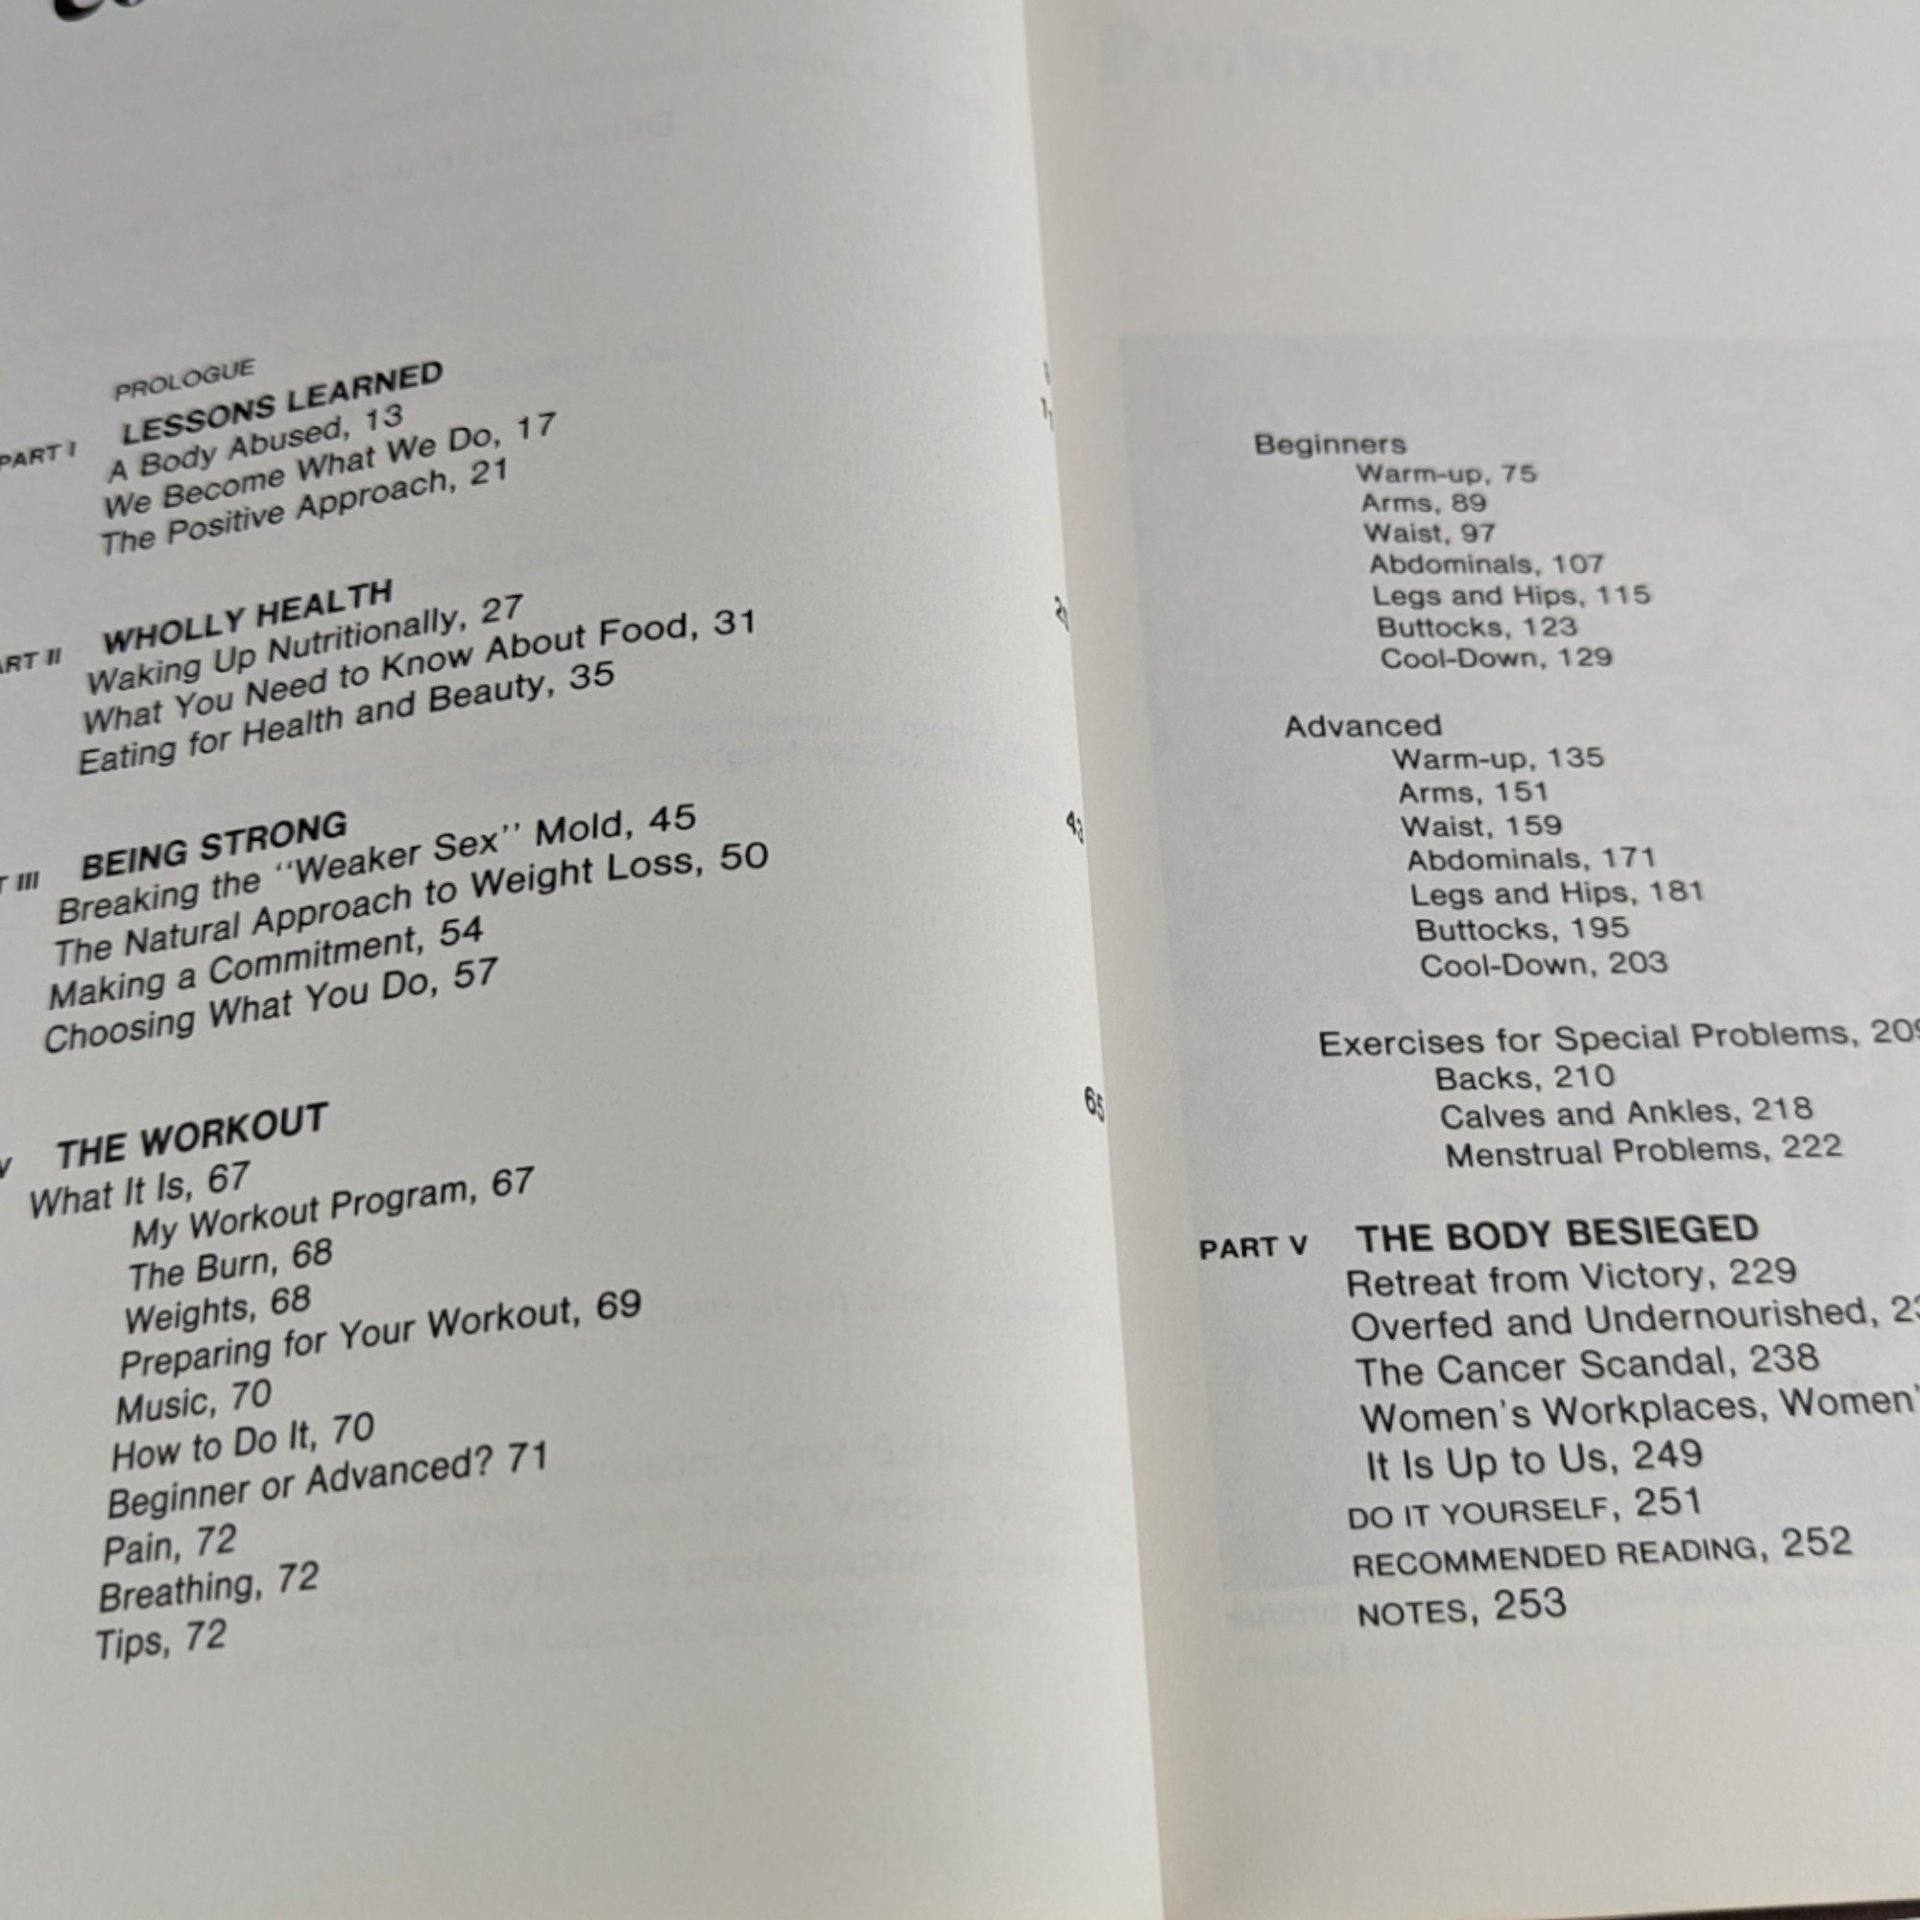 PROLOGUE
PART I LESSONS LEARNED
A Body Abused, 13
We Become What We Do, 17
The Positive Approach, 21
ART II WHOLLY HEALTH
Waking Up Nutritionally, 27
What You Need to Know About Food, 31
Eating for Health and Beauty, 35
T III BEING STRONG 43
Breaking the "Weaker Sex" Mold, 45
The Natural Approach to Weight Loss, 50
Making a Commitment, 54
Choosing What You Do, 57
V THE WORKOUT 65
What It Is, 67
My Workout Program, 67
The Burn, 68
Weights, 68
Preparing for Your Workout, 69
Music, 70
How to Do It, 70
Beginner or Advanced? 71
Pain, 72
Breathing, 72
Tips, 72
Prologue
Beginners
Warm-up, 75
Arms, 89
Waist, 97
Abdominals, 107
Legs and Hips, 115
Buttocks, 123
Cool-Down, 129
Advanced
Warm-up, 135
Arms, 151
Waist, 159
Abdominals, 171
Legs and Hips, 181
Buttocks, 195
Cool-Down, 203
Exercises for Special Problems, 209
Backs, 210
Calves and Ankles, 218
Menstrual Problems, 222
PART V THE BODY BESIEGED
Retreat from Victory, 229
Overfed and Undernourished, 23
The Cancer Scandal, 238
Women's Workplaces, Women'
It Is Up to Us, 249
DO IT YOURSELF, 251
RECOMMENDED READING, 252
NOTES, 253